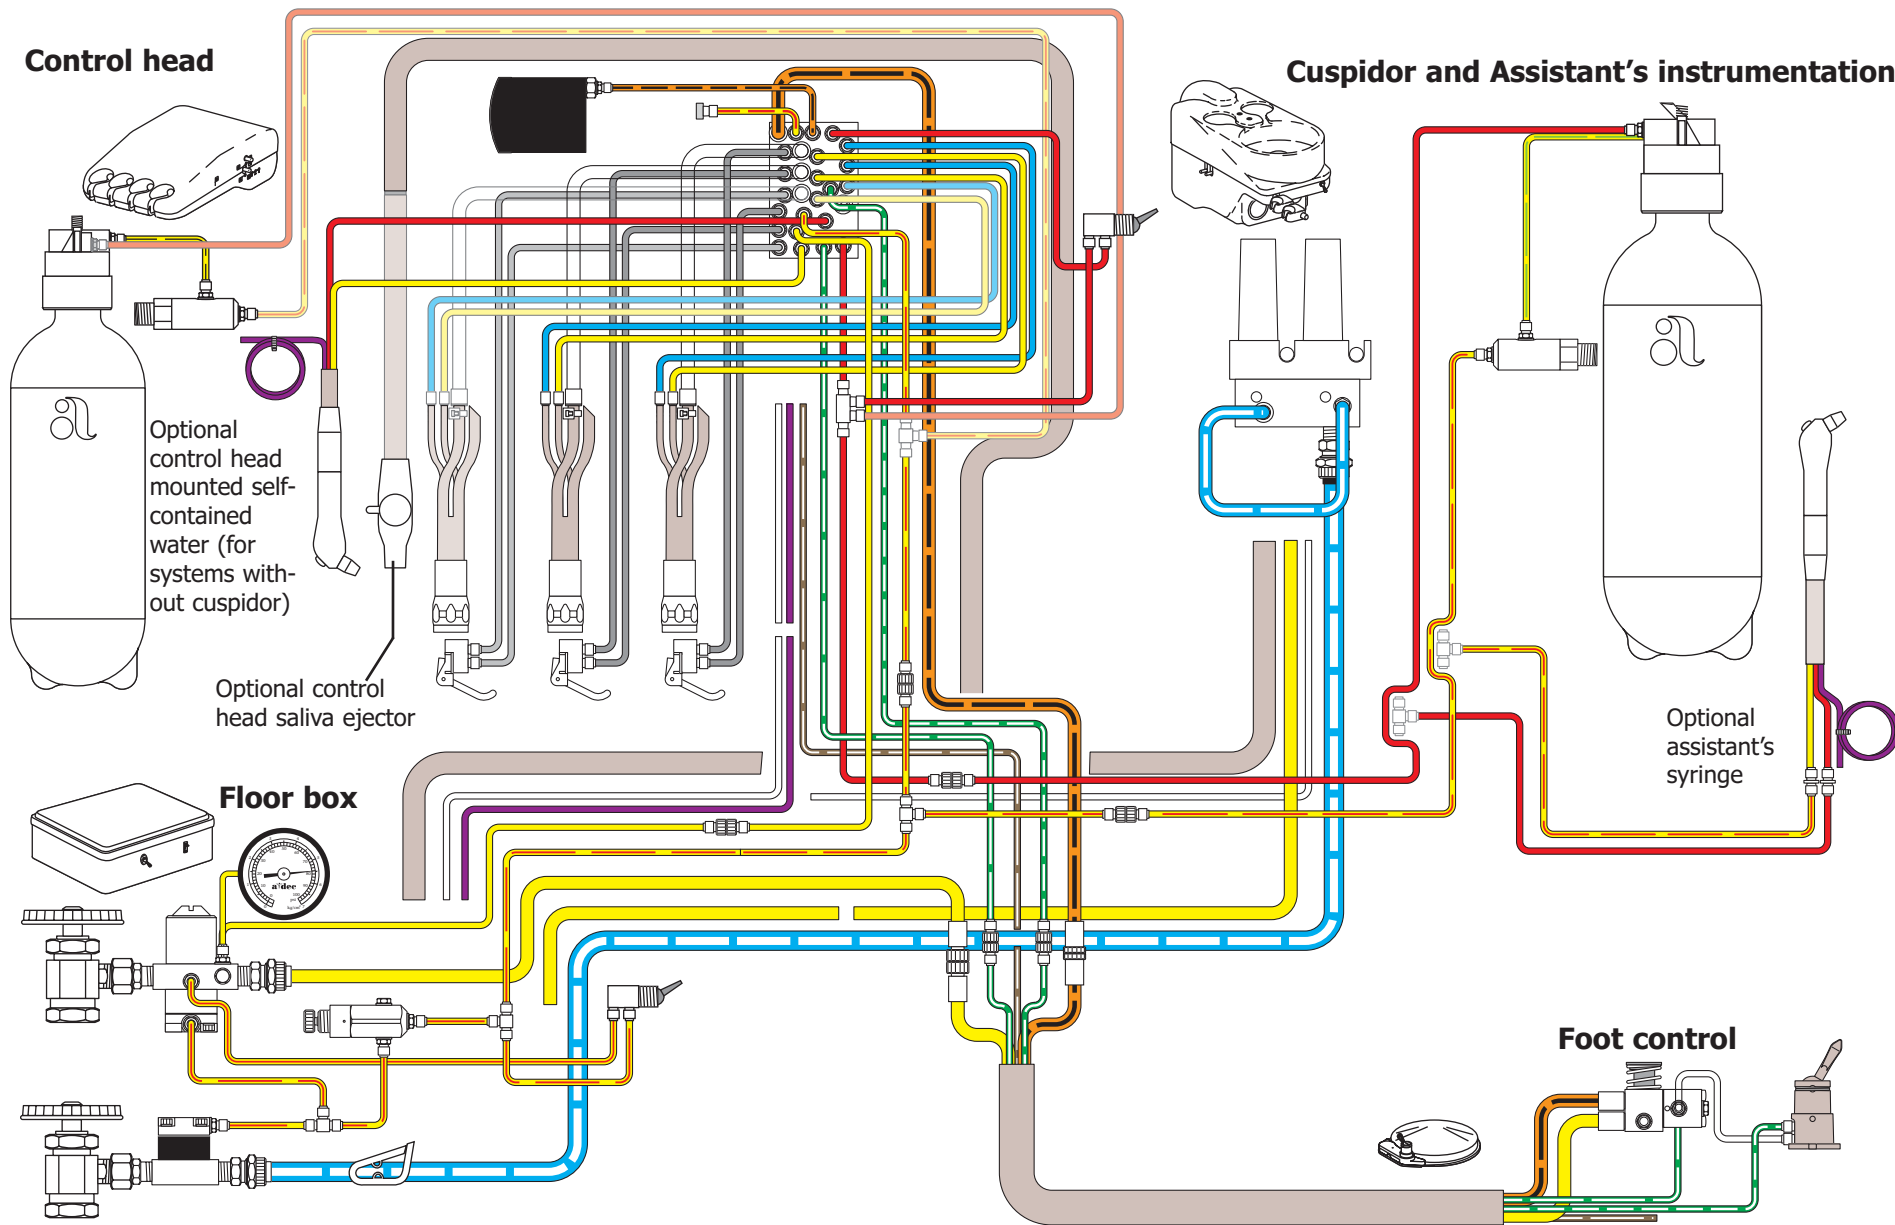 Control head
Cuspidor and Assistant's instrumentation
Optional
control head
mounted self-
contained
water (for
systems with-
out cuspidor)
Optional control
head saliva ejector
Optional
assistant's
syringe
Floor box
a-dec
Foot control